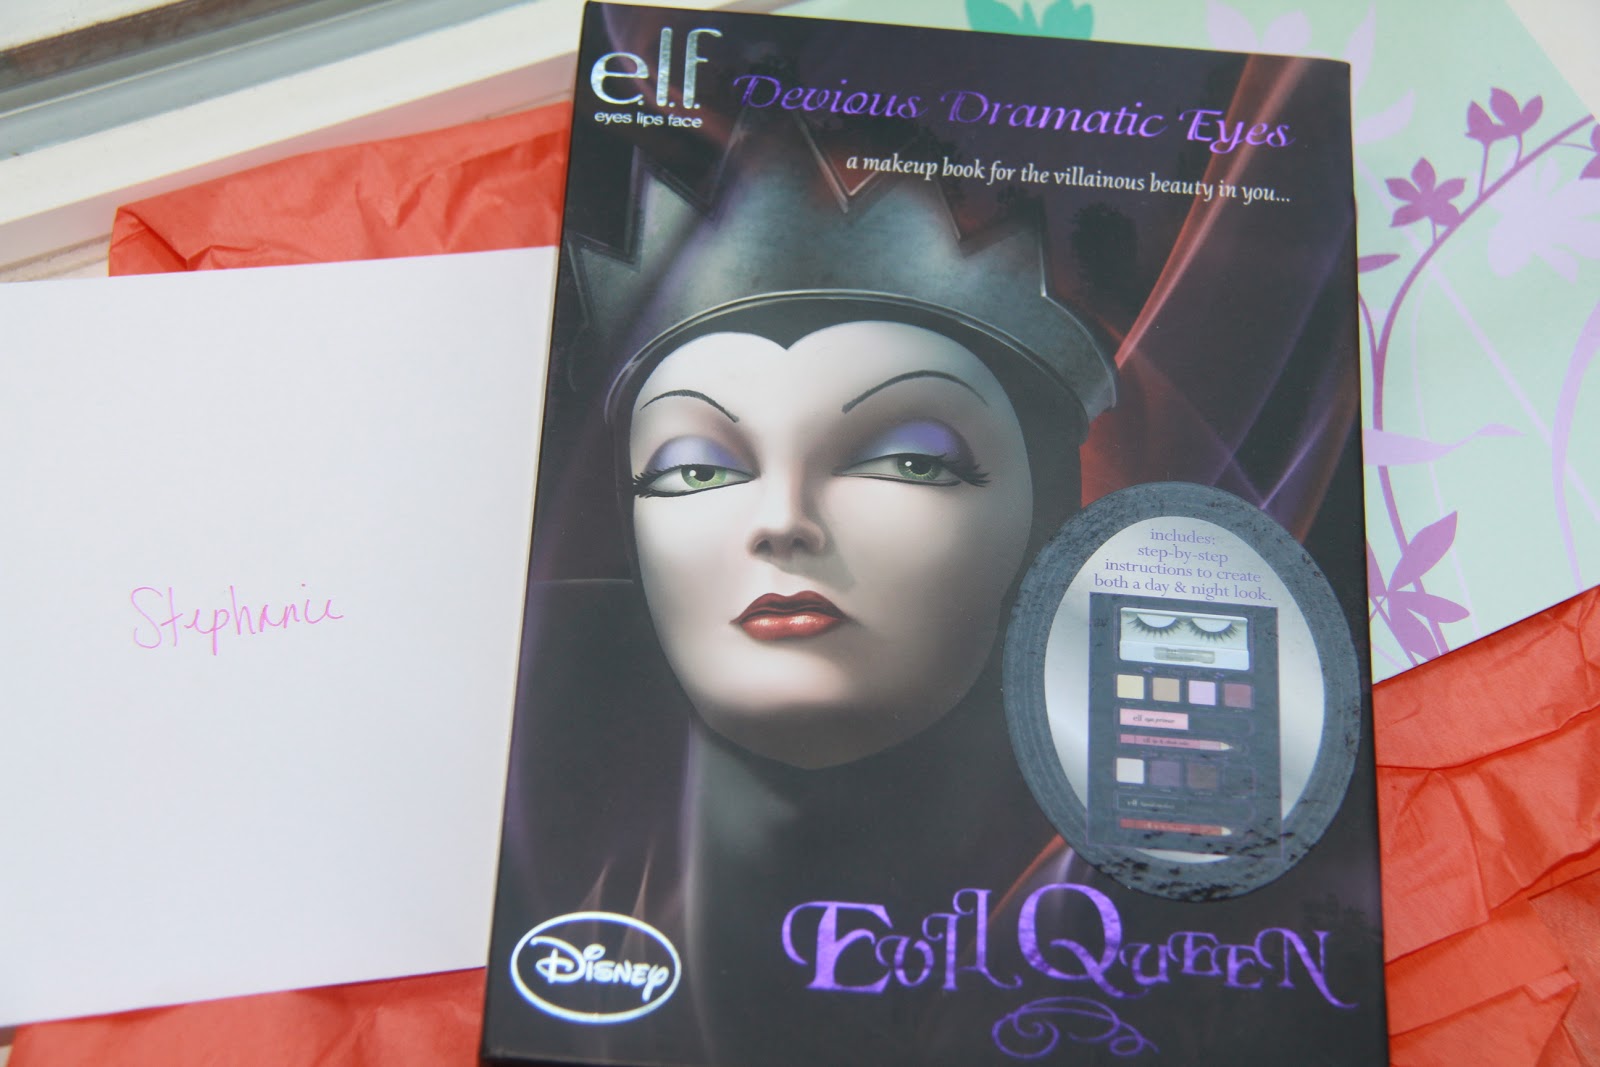 e.l.f.
eyes lips face
Devious Dramatic Eyes
a makeup book for the villainous beauty in you...
Stephanie
includes:
step-by-step
instructions to create
both a day & night look.
Evil Queen
Disney